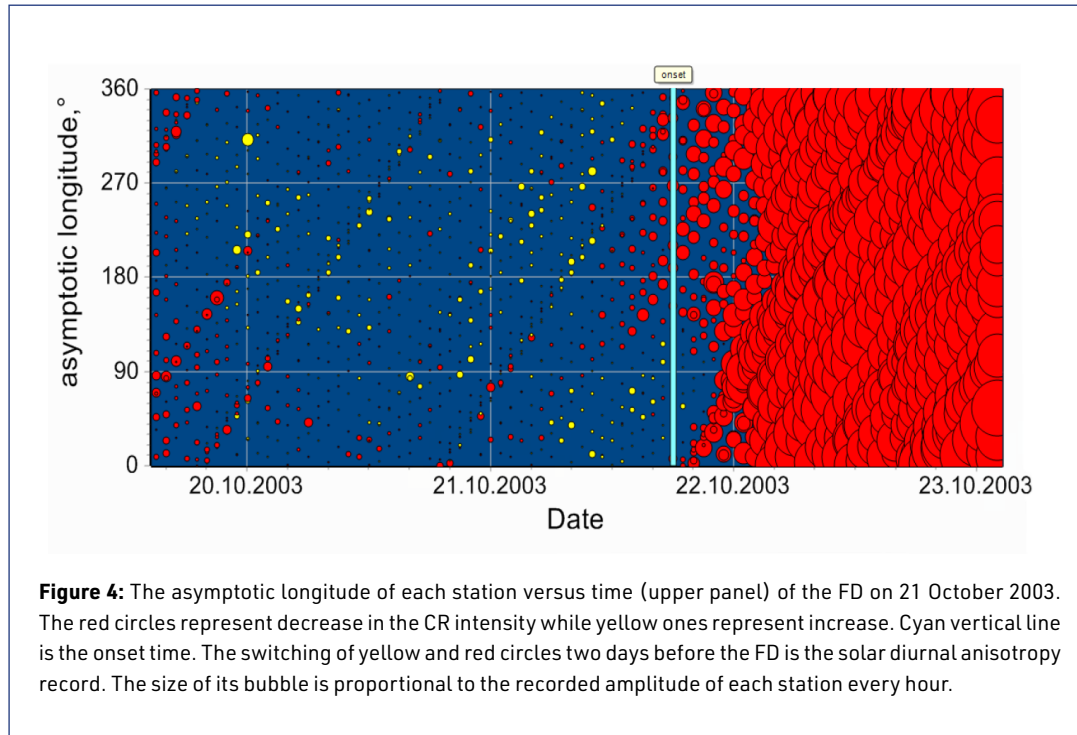 onset
360
270
180
90
0
asymptotic longitude,°
20.10.2003 21.10.2003 22.10.2003 23.10.2003
Date
Figure 4: The asymptotic longitude of each station versus time (upper panel) of the FD on 21 October 2003.
The red circles represent decrease in the CR intensity while yellow ones represent increase. Cyan vertical line
is the onset time. The switching of yellow and red circles two days before the FD is the solar diurnal anisotropy
record. The size of its bubble is proportional to the recorded amplitude of each station every hour.